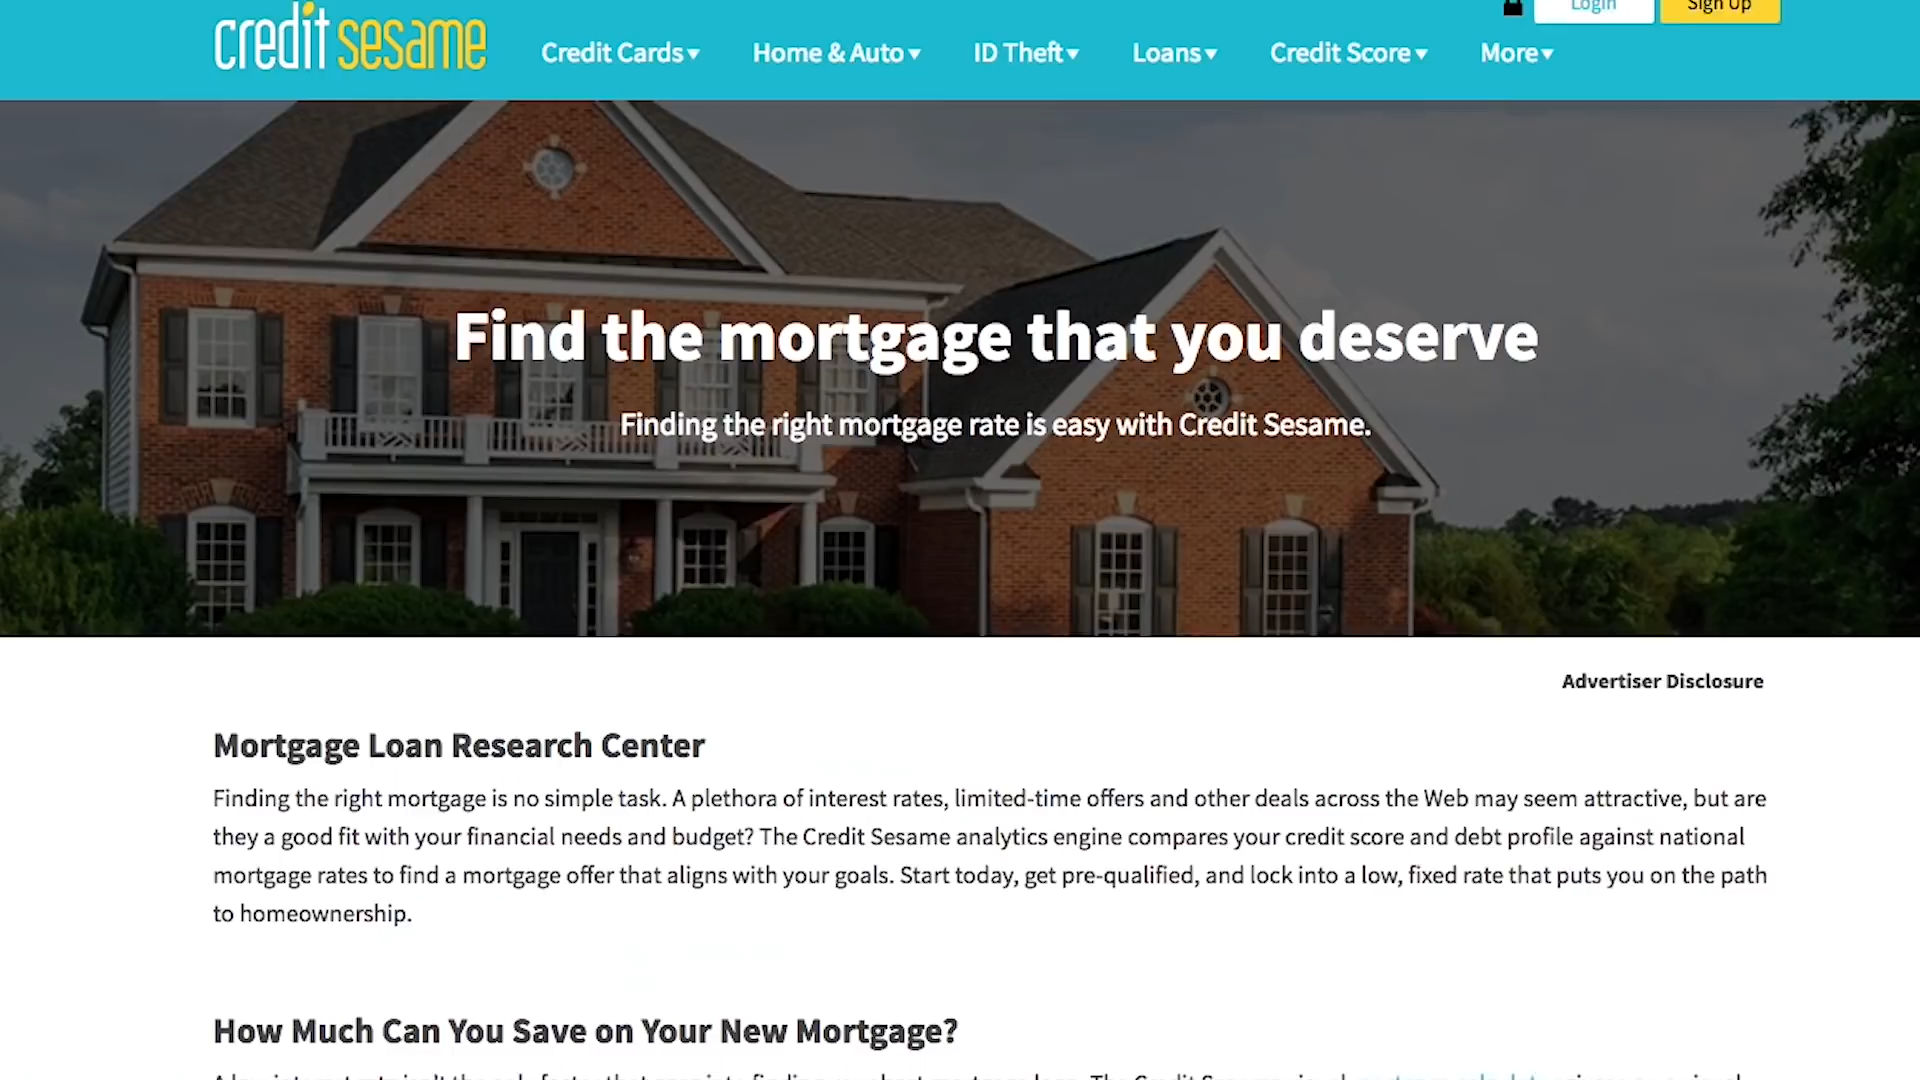 Login
Sign Up
credit sesame
Credit Cards
Home & Auto
ID Theft
Loans
Credit Score
More
Find the mortgage that you deserve
Finding the right mortgage rate is easy with Credit Sesame.
Advertiser Disclosure
Mortgage Loan Research Center
Finding the right mortgage is no simple task. A plethora of interest rates, limited-time offers and other deals across the Web may seem attractive, but are
they a good fit with your financial needs and budget? The Credit Sesame analytics engine compares your credit score and debt profile against national
mortgage rates to find a mortgage offer that aligns with your goals. Start today, get pre-qualified, and lock into a low, fixed rate that puts you on the path
to homeownership.
How Much Can You Save on Your New Mortgage?